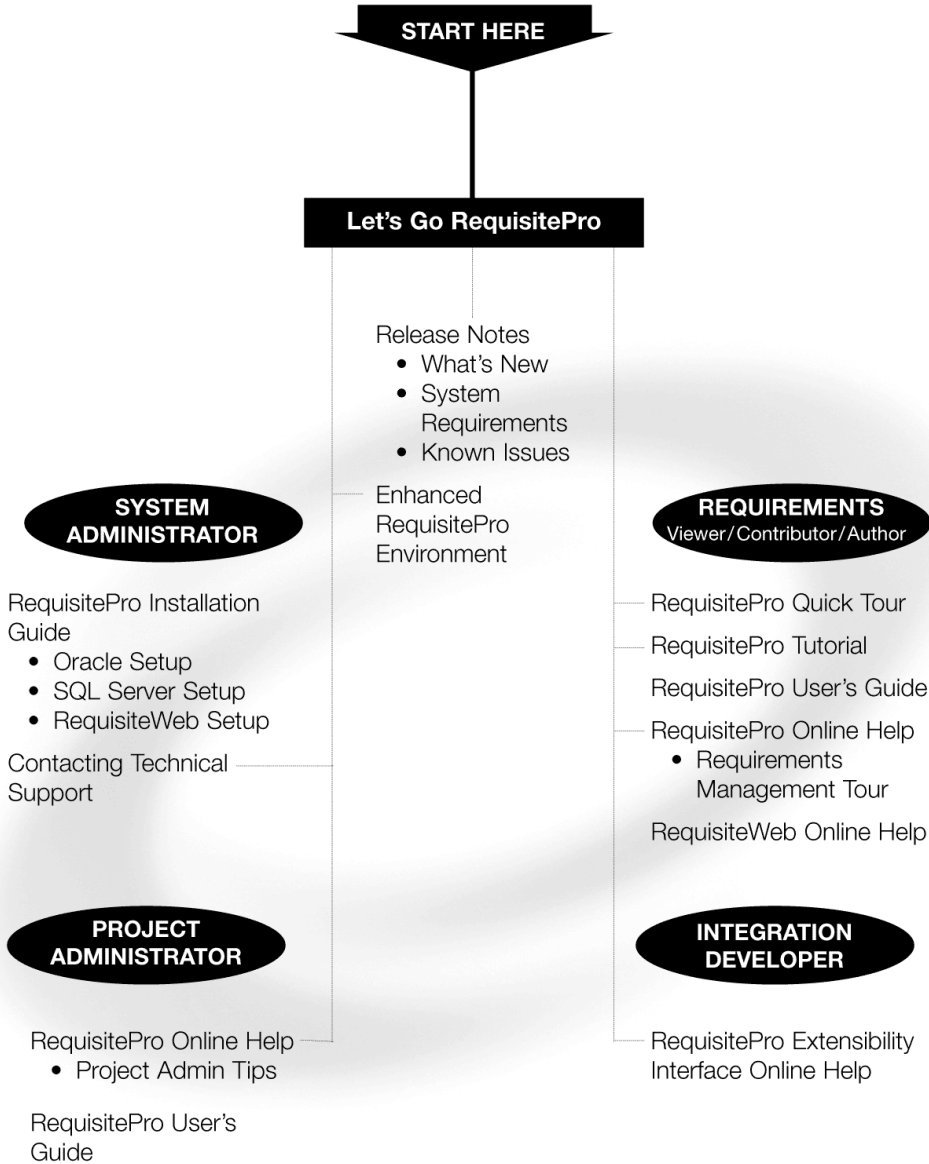 START HERE
Let's Go RequisitePro
Release Notes
• What's New
• System
Requirements
• Known Issues
Enhanced
RequisitePro
Environment
SYSTEM
ADMINISTRATOR
RequisitePro Installation
Guide
• Oracle Setup
• SQL Server Setup
• RequisiteWeb Setup
Contacting Technical
Support
REQUIREMENTS
Viewer/Contributor/Author
RequisitePro Quick Tour
RequisitePro Tutorial
RequisitePro User's Guide
RequisitePro Online Help
• Requirements
Management Tour
RequisiteWeb Online Help
PROJECT
ADMINISTRATOR
RequisitePro Online Help
• Project Admin Tips
RequisitePro User's
Guide
INTEGRATION
DEVELOPER
RequisitePro Extensibility
Interface Online Help